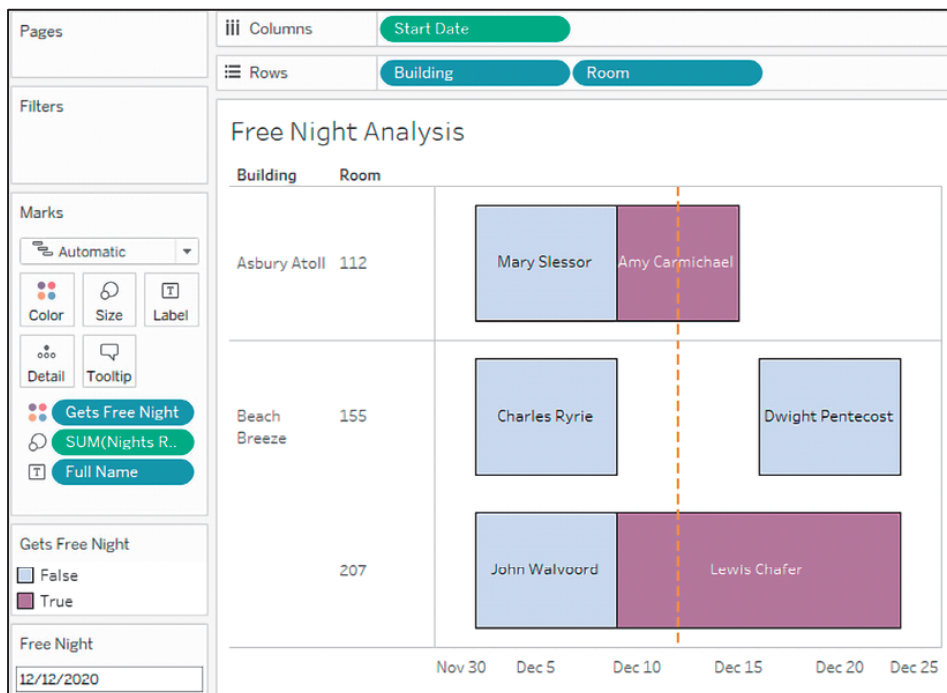 Pages
Columns
Start Date
Rows
Building
Room
Filters
Free Night Analysis
Building Room
Marks
Automatic
Color Size Label
Detail Tooltip
Gets Free Night
SUM(Nights R..
Full Name
Asbury Atoll 112 Mary Slessor Amy Carmichael
Beach Breeze 155 Charles Ryrie Dwight Pentecost
207 John Walvoord Lewis Chafer
Nov 30 Dec 5 Dec 10 Dec 15 Dec 20 Dec 25
Gets Free Night
False
True
Free Night
12/12/2020